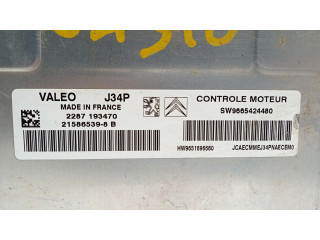 VALEO J34P
MADE IN FRANCE
2287 193470
21586539-8 B
CONTROLE MOTEUR
SW9665424480
HW9651696680
JCAECMMEJ34PNAECEM0